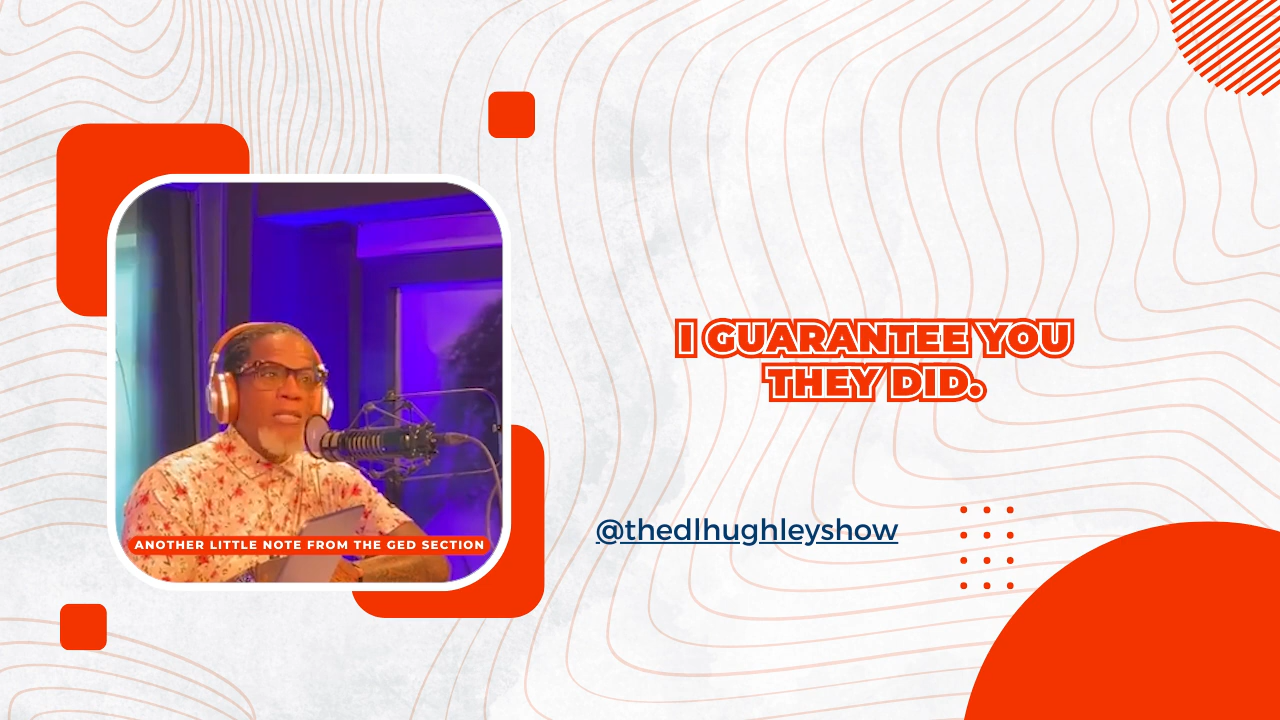 I GUARANTEE YOU
THEY DID.
@thedlhughleyshow
ANOTHER LITTLE NOTE FROM THE GED SECTION